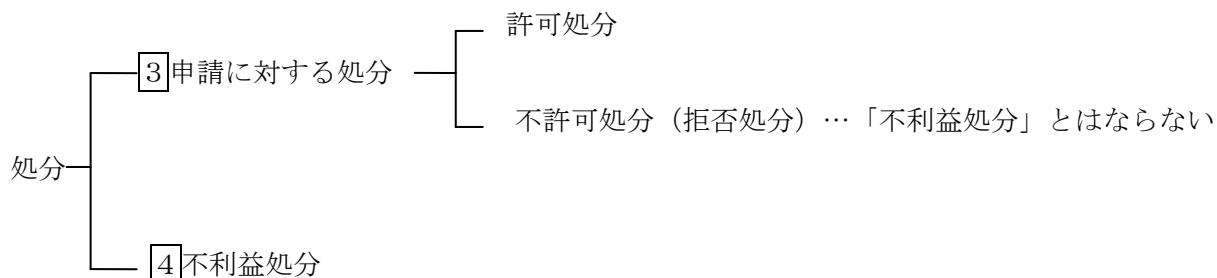 許可処分
3申請に対する処分
不許可処分(拒否処分)…「不利益処分」とはならない
処分
4不利益処分